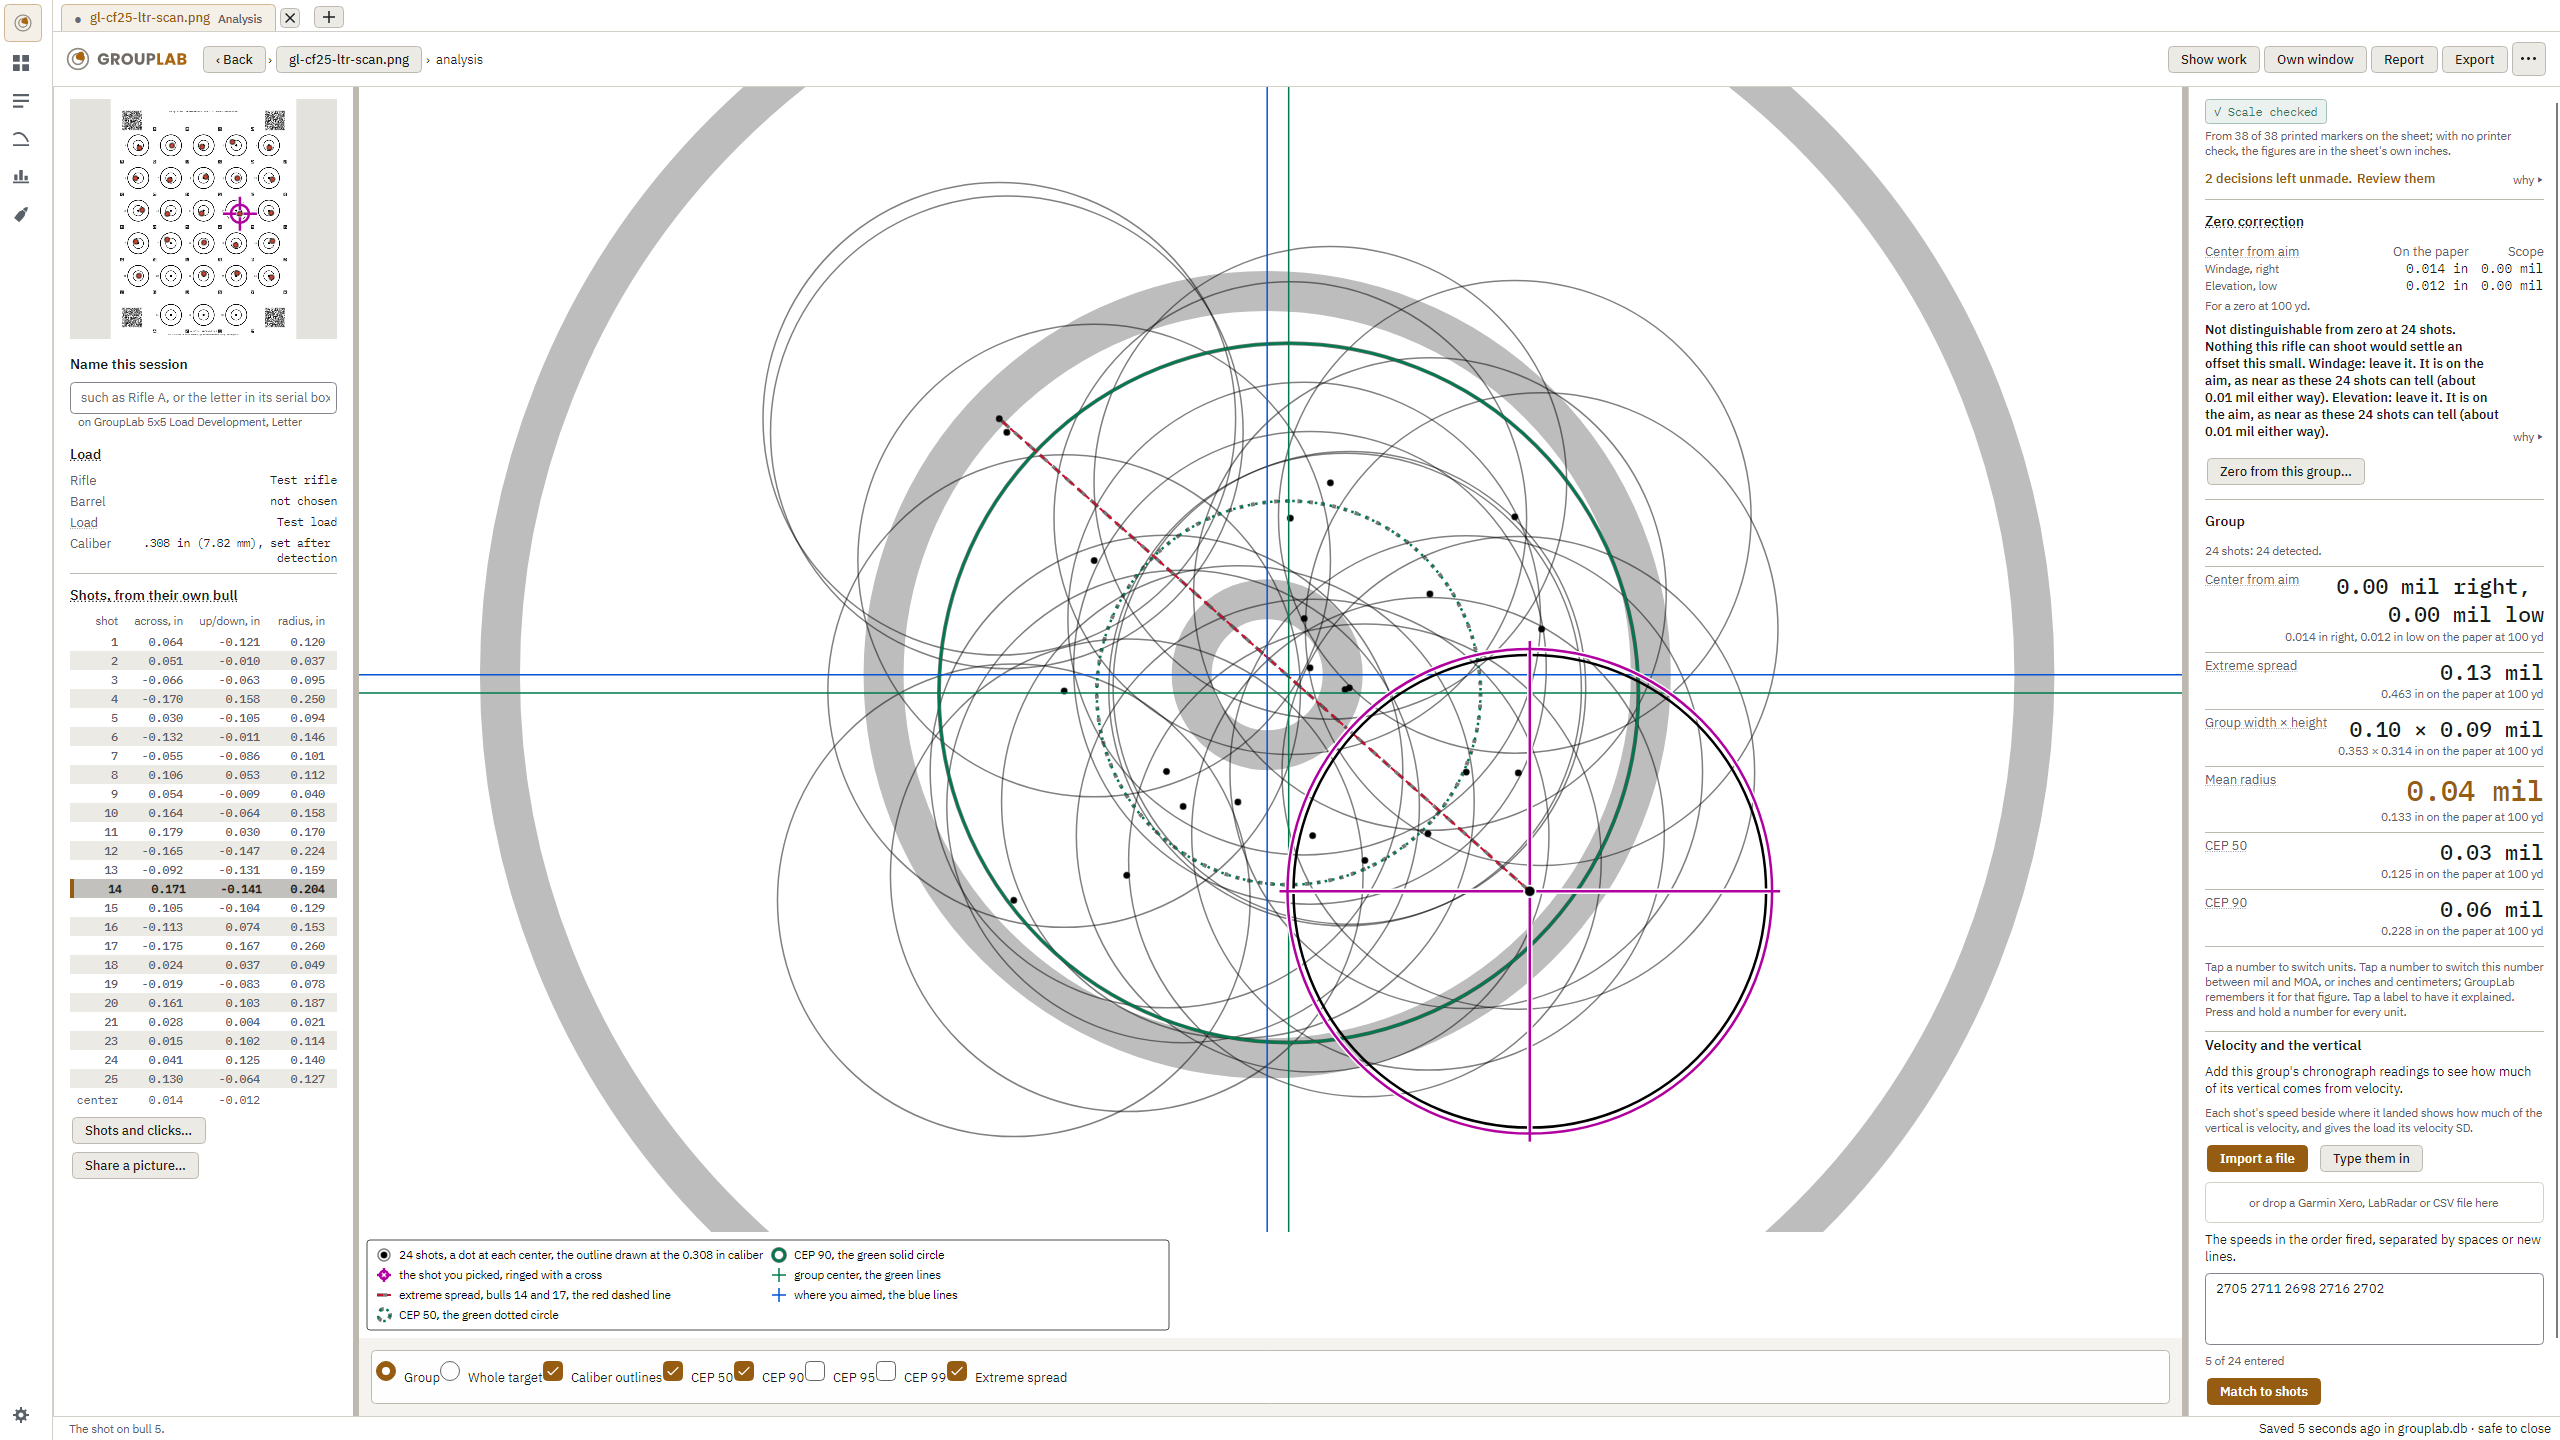 gl-cf25-ltr-scan.png Analysis
GROUPLAB
‹ Back › gl-cf25-ltr-scan.png › analysis
Show work
Own window
Report
Export
Name this session
such as Rifle A, or the letter in its serial box
on GroupLab 5x5 Load Development, Letter
Load
Rifle Test rifle
Barrel not chosen
Load Test load
Caliber .308 in (7.82 mm), set after
detection
Shots, from their own bull
shot across, in up/down, in radius, in
1 0.064 -0.121 0.120
2 0.051 -0.010 0.037
3 -0.066 -0.063 0.095
4 -0.170 0.158 0.250
5 0.030 -0.105 0.094
6 -0.132 -0.011 0.146
7 -0.055 -0.086 0.101
8 0.106 0.053 0.112
9 0.054 -0.009 0.040
10 0.164 -0.064 0.158
11 0.179 0.030 0.170
12 -0.165 -0.147 0.224
13 -0.092 -0.131 0.159
14 0.171 -0.141 0.204
15 0.105 -0.104 0.129
16 -0.113 0.074 0.153
17 -0.175 0.167 0.260
18 0.024 0.037 0.049
19 -0.019 -0.083 0.078
20 0.161 0.103 0.187
21 0.028 0.004 0.021
23 0.015 0.102 0.114
24 0.041 0.125 0.140
25 0.130 -0.064 0.127
center 0.014 -0.012
Shots and clicks...
Share a picture...
24 shots, a dot at each center, the outline drawn at the 0.308 in caliber
the shot you picked, ringed with a cross
extreme spread, bulls 14 and 17, the red dashed line
CEP 50, the green dotted circle
CEP 90, the green solid circle
group center, the green lines
where you aimed, the blue lines
Group Whole target Caliber outlines CEP 50 CEP 90 CEP 95 CEP 99 Extreme spread
√ Scale checked
From 38 of 38 printed markers on the sheet; with no printer
check, the figures are in the sheet's own inches.
2 decisions left unmade. Review them why ▸
Zero correction
Center from aim On the paper Scope
Windage, right 0.014 in 0.00 mil
Elevation, low 0.012 in 0.00 mil
For a zero at 100 yd.
Not distinguishable from zero at 24 shots.
Nothing this rifle can shoot would settle an
offset this small. Windage: leave it. It is on the
aim, as near as these 24 shots can tell (about
0.01 mil either way). Elevation: leave it. It is on
the aim, as near as these 24 shots can tell (about
0.01 mil either way). why ▸
Zero from this group...
Group
24 shots: 24 detected.
Center from aim 0.00 mil right,
0.00 mil low
0.014 in right, 0.012 in low on the paper at 100 yd
Extreme spread 0.13 mil
0.463 in on the paper at 100 yd
Group width × height 0.10 × 0.09 mil
0.353 × 0.314 in on the paper at 100 yd
Mean radius 0.04 mil
0.133 in on the paper at 100 yd
CEP 50 0.03 mil
0.125 in on the paper at 100 yd
CEP 90 0.06 mil
0.228 in on the paper at 100 yd
Tap a number to switch units. Tap a number to switch this number
between mil and MOA, or inches and centimeters; GroupLab
remembers it for that figure. Tap a label to have it explained.
Press and hold a number for every unit.
Velocity and the vertical
Add this group's chronograph readings to see how much
of its vertical comes from velocity.
Each shot's speed beside where it landed shows how much of the
vertical is velocity, and gives the load its velocity SD.
Import a file
Type them in
or drop a Garmin Xero, LabRadar or CSV file here
The speeds in the order fired, separated by spaces or new
lines.
2705 2711 2698 2716 2702
5 of 24 entered
Match to shots
The shot on bull 5.
Saved 5 seconds ago in grouplab.db · safe to close